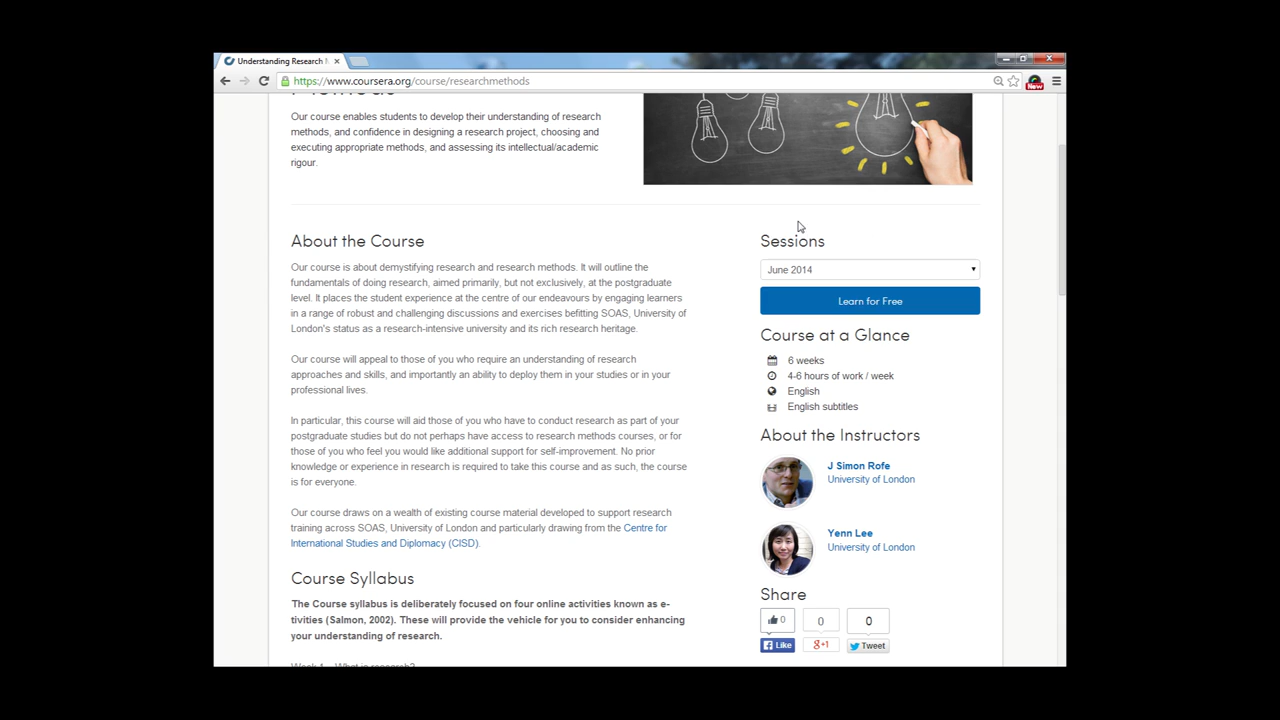 Understanding Research M
https://www.coursera.org/course/researchmethods
New
Methods
Our course enables students to develop their understanding of research
methods, and confidence in designing a research project, choosing and
executing appropriate methods, and assessing its intellectual/academic
rigour.
About the Course
Our course is about demystifying research and research methods. It will outline the
fundamentals of doing research, aimed primarily, but not exclusively, at the postgraduate
level. It places the student experience at the centre of our endeavours by engaging learners
in a range of robust and challenging discussions and exercises befitting SOAS, University of
London's status as a research-intensive university and its rich research heritage.
Our course will appeal to those of you who require an understanding of research
approaches and skills, and importantly an ability to deploy them in your studies or in your
professional lives.
In particular, this course will aid those of you who have to conduct research as part of your
postgraduate studies but do not perhaps have access to research methods courses, or for
those of you who feel you would like additional support for self-improvement. No prior
knowledge or experience in research is required to take this course and as such, the course
is for everyone.
Our course draws on a wealth of existing course material developed to support research
training across SOAS, University of London and particularly drawing from the Centre for
International Studies and Diplomacy (CISD).
Course Syllabus
The Course syllabus is deliberately focused on four online activities known as e-
tivities (Salmon, 2002). These will provide the vehicle for you to consider enhancing
your understanding of research.
Week 1 – What is research?
Sessions
June 2014
Learn for Free
Course at a Glance
6 weeks
4-6 hours of work / week
English
English subtitles
About the Instructors
J Simon Rofe
University of London
Yenn Lee
University of London
Share
0 0 0
Like +1 Tweet